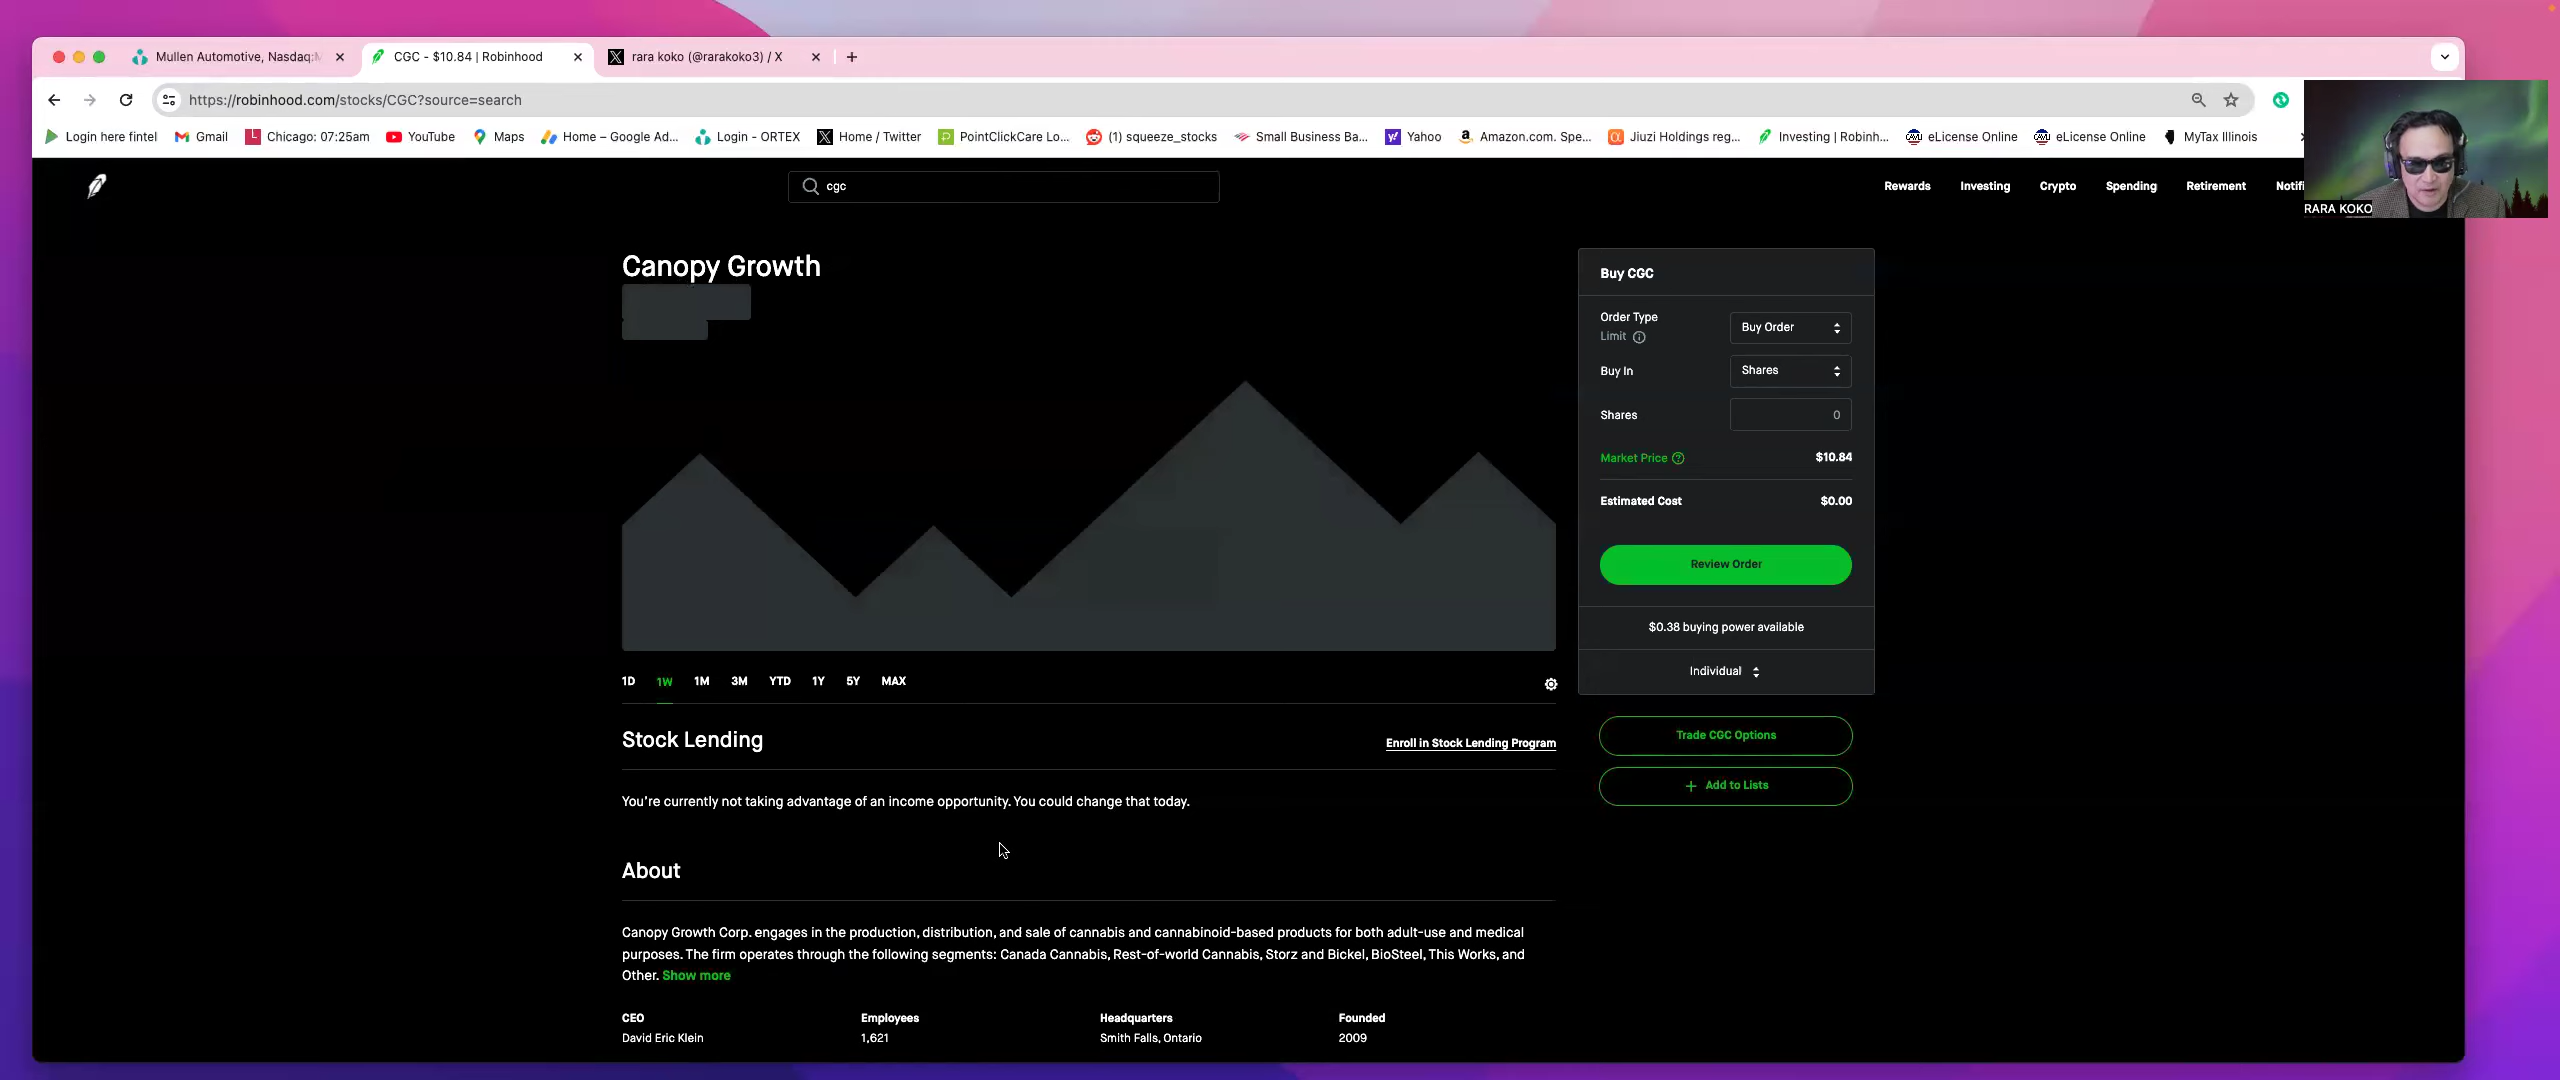 Mullen Automotive, Nasdaq:M
CGC - $10.84 | Robinhood
rara koko (@rarakoko3) / X
https://robinhood.com/stocks/CGC?source=search
Login here fintel
Gmail
Chicago: 07:25am
YouTube
Maps
Home – Google Ad...
Login - ORTEX
Home / Twitter
PointClickCare Lo...
(1) squeeze_stocks
Small Business Ba...
Yahoo
Amazon.com. Spe...
Jiuzi Holdings reg...
Investing | Robinh...
eLicense Online
eLicense Online
MyTax Illinois
cgc
Rewards
Investing
Crypto
Spending
Retirement
Notifi
RARA KOKO
Canopy Growth
1D
1W
1M
3M
YTD
1Y
5Y
MAX
Stock Lending
Enroll in Stock Lending Program
You're currently not taking advantage of an income opportunity. You could change that today.
About
Canopy Growth Corp. engages in the production, distribution, and sale of cannabis and cannabinoid-based products for both adult-use and medical
purposes. The firm operates through the following segments: Canada Cannabis, Rest-of-world Cannabis, Storz and Bickel, BioSteel, This Works, and
Other. Show more
CEO
David Eric Klein
Employees
1,621
Headquarters
Smith Falls, Ontario
Founded
2009
Buy CGC
Order Type
Limit
Buy Order
Buy In
Shares
Shares
0
Market Price
$10.84
Estimated Cost
$0.00
Review Order
$0.38 buying power available
Individual
Trade CGC Options
Add to Lists